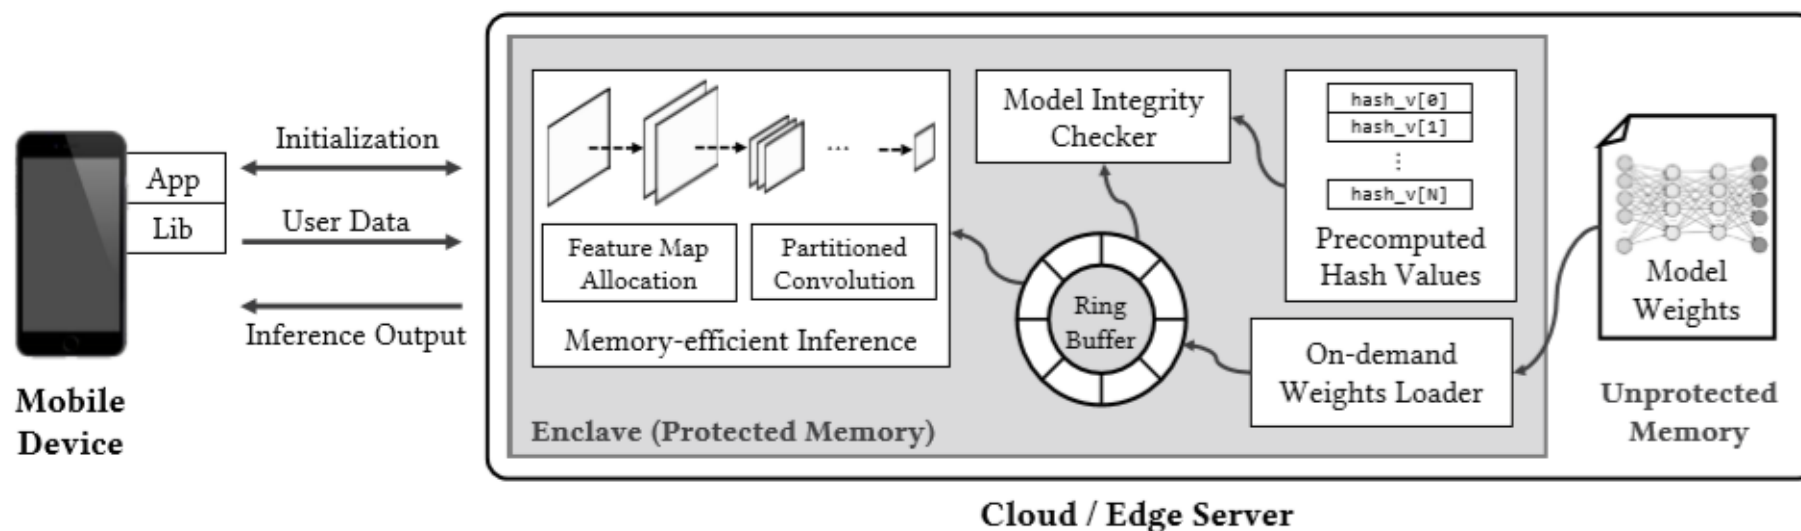 App
Lib
Mobile
Device
Initialization
User Data
Inference Output
Feature Map
Allocation
Partitioned
Convolution
Memory-efficient Inference
Enclave (Protected Memory)
Model Integrity
Checker
Ring
Buffer
hash_v[0]
hash_v[1]
⋮
hash_v[N]
Precomputed
Hash Values
On-demand
Weights Loader
Model
Weights
Unprotected
Memory
Cloud / Edge Server